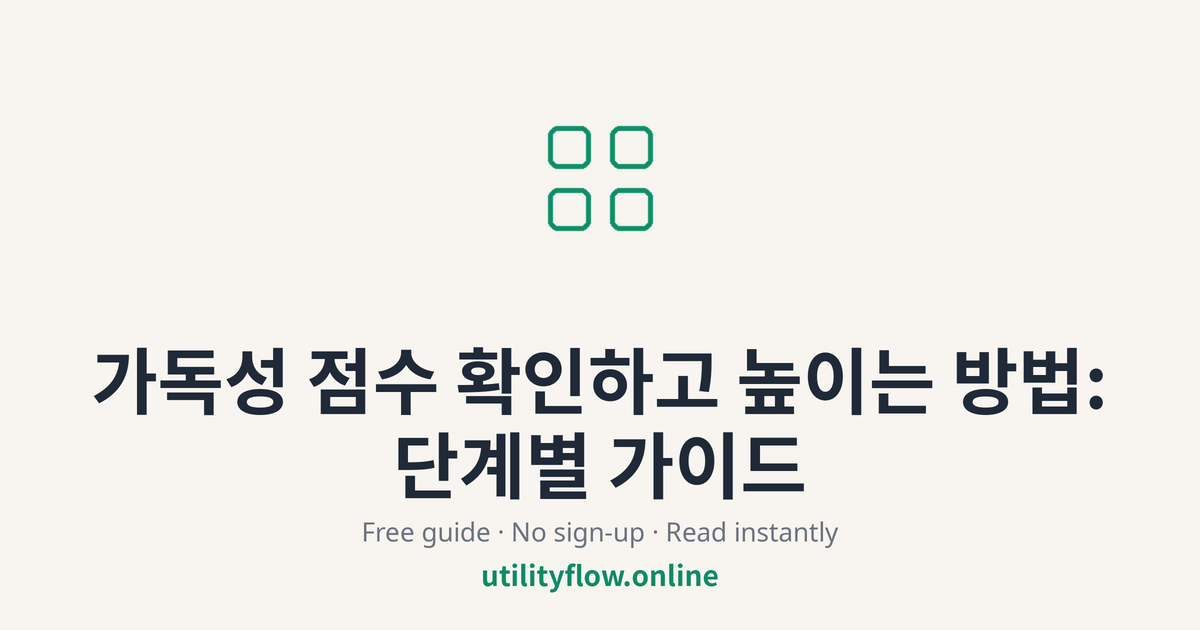 가독성 점수 확인하고 높이는 방법:
단계별 가이드
Free guide · No sign-up · Read instantly
utilityflow.online